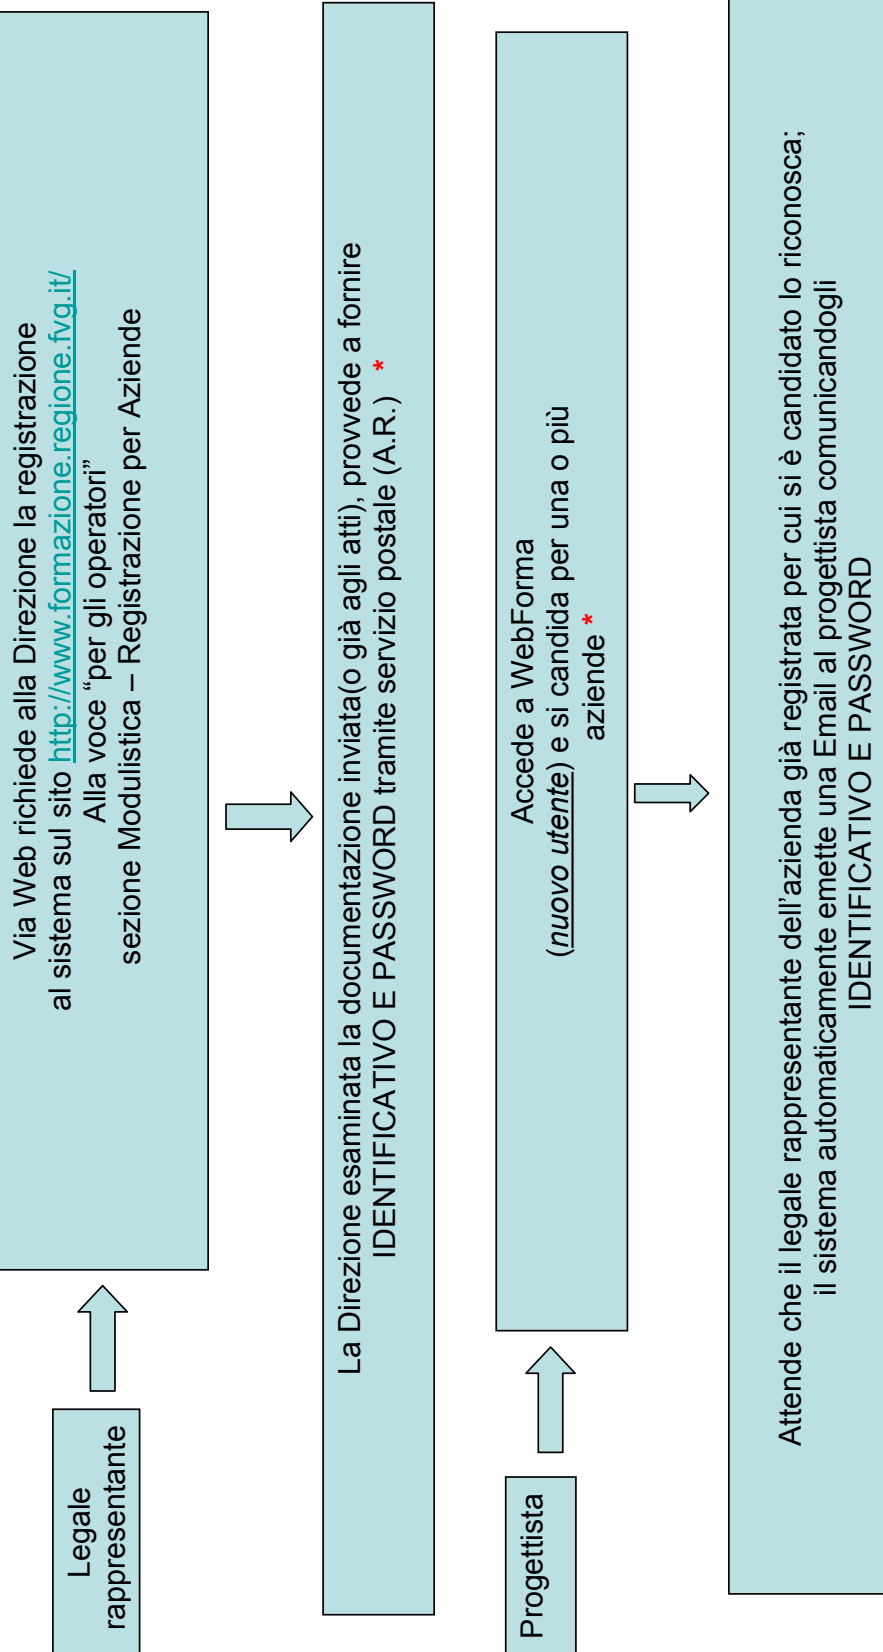 Legale
rappresentante
Via Web richiede alla Direzione la registrazione
al sistema sul sito http://www.formazione.regione.fvg.it/
Alla voce “per gli operatori”
sezione Modulistica – Registrazione per Aziende
La Direzione esaminata la documentazione inviata(o già agli atti), provvede a fornire
IDENTIFICATIVO E PASSWORD tramite servizio postale (A.R.) *
Progettista
Accede a WebForma
(nuovo utente) e si candida per una o più
aziende *
Attende che il legale rappresentante dell’azienda già registrata per cui si è candidato lo riconosca;
il sistema automaticamente emette una Email al progettista comunicandogli
IDENTIFICATIVO E PASSWORD